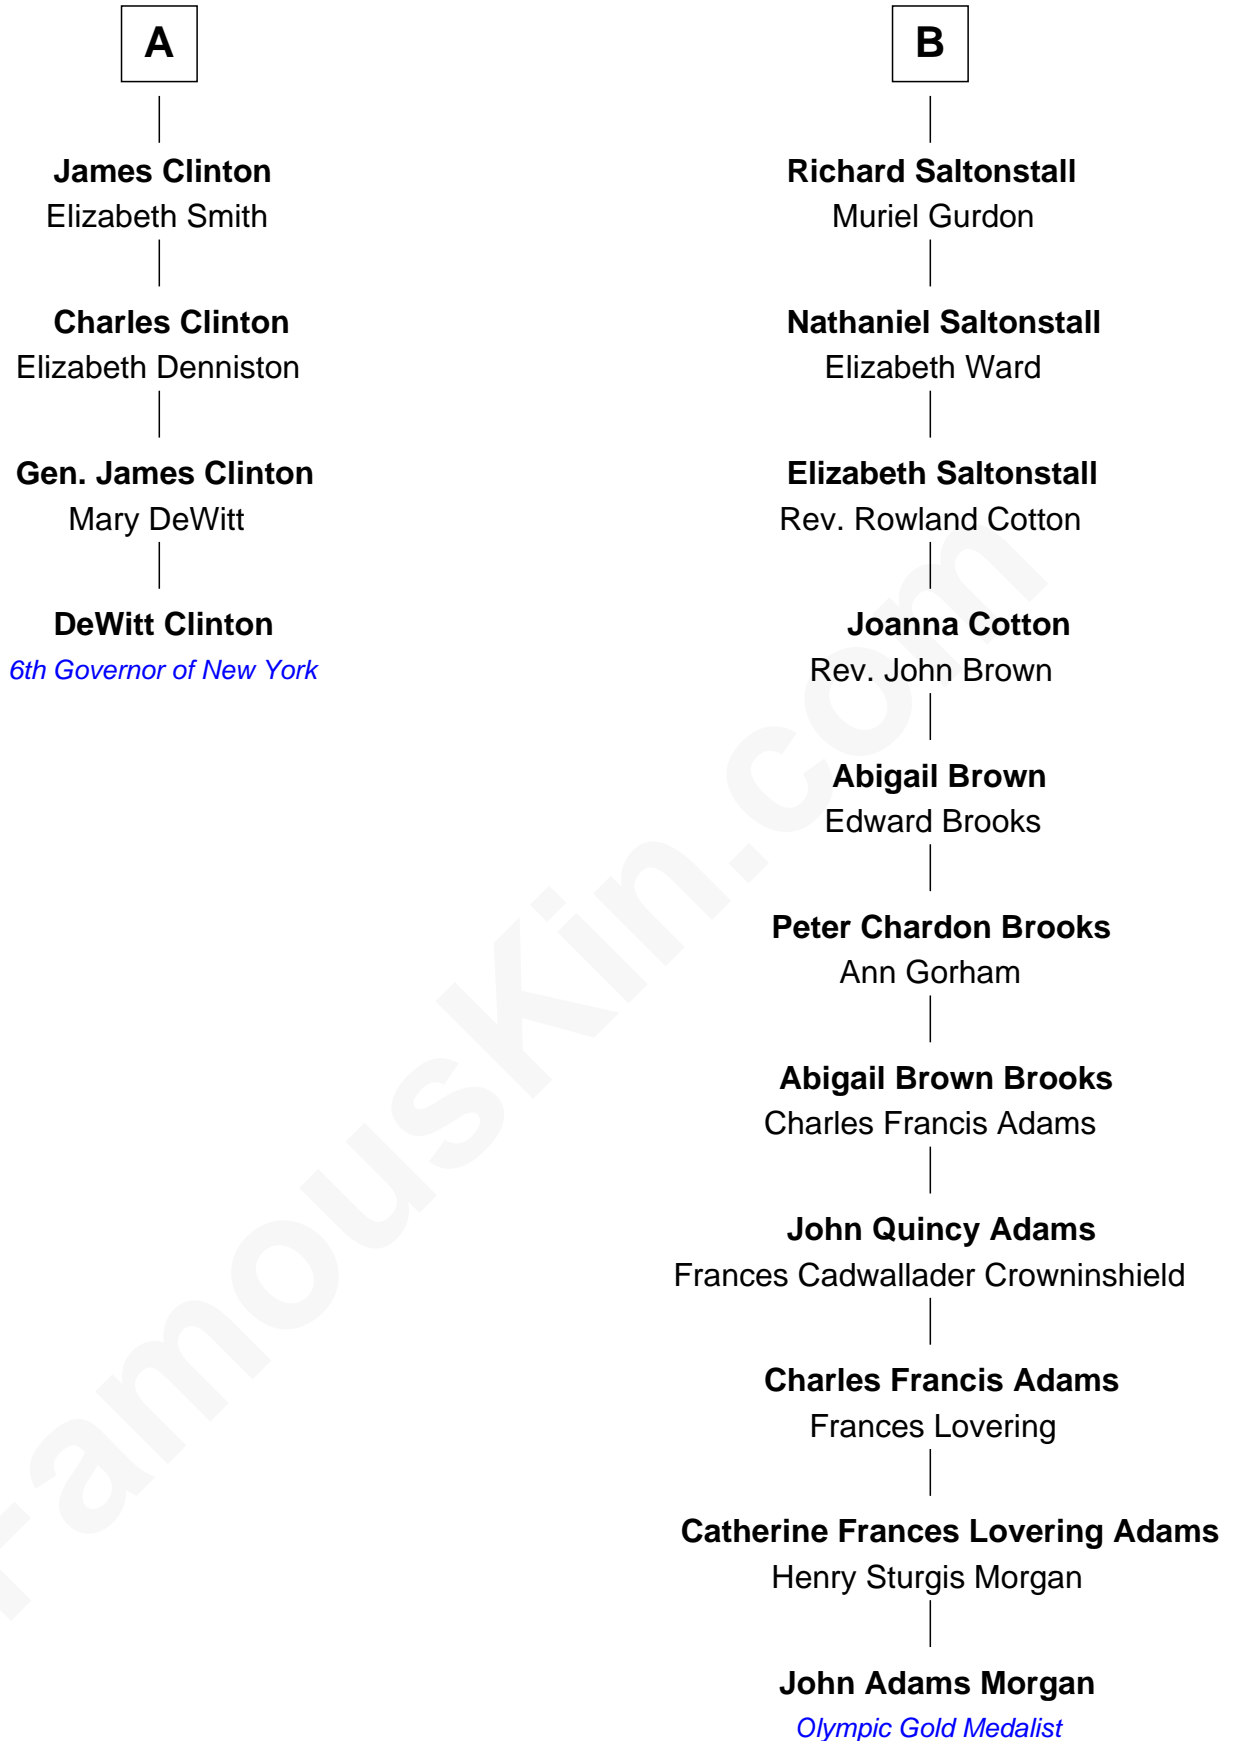 A
James Clinton
Elizabeth Smith
Charles Clinton
Elizabeth Denniston
Gen. James Clinton
Mary DeWitt
DeWitt Clinton
6th Governor of New York
B
Richard Saltonstall
Muriel Gurdon
Nathaniel Saltonstall
Elizabeth Ward
Elizabeth Saltonstall
Rev. Rowland Cotton
Joanna Cotton
Rev. John Brown
Abigail Brown
Edward Brooks
Peter Chardon Brooks
Ann Gorham
Abigail Brown Brooks
Charles Francis Adams
John Quincy Adams
Frances Cadwallader Crowninshield
Charles Francis Adams
Frances Lovering
Catherine Frances Lovering Adams
Henry Sturgis Morgan
John Adams Morgan
Olympic Gold Medalist
FamousKin.com